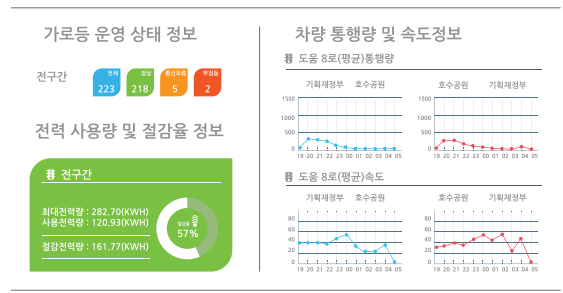 가로등 운영 상태 정보
전구간
전체
223
정상
218
통신오류
5
부점등
2
전력 사용량 및 절감율 정보
전구간
최대전력량 : 282.70(KWH)
사용전력량 : 120.93(KWH)
절감전력량 : 161.77(KWH)
절감율
57%
차량 통행량 및 속도정보
도움 8로(평균)통행량
기획재정부 호수공원
1500
1000
500
0
19 20 21 22 23 00 01 02 03 04 05
호수공원 기획재정부
1500
1000
500
0
19 20 21 22 23 00 01 02 03 04 05
도움 8로(평균)속도
기획재정부 호수공원
80
60
40
20
0
19 20 21 22 23 00 01 02 03 04 05
호수공원 기획재정부
80
60
40
20
0
19 20 21 22 23 00 01 02 03 04 05